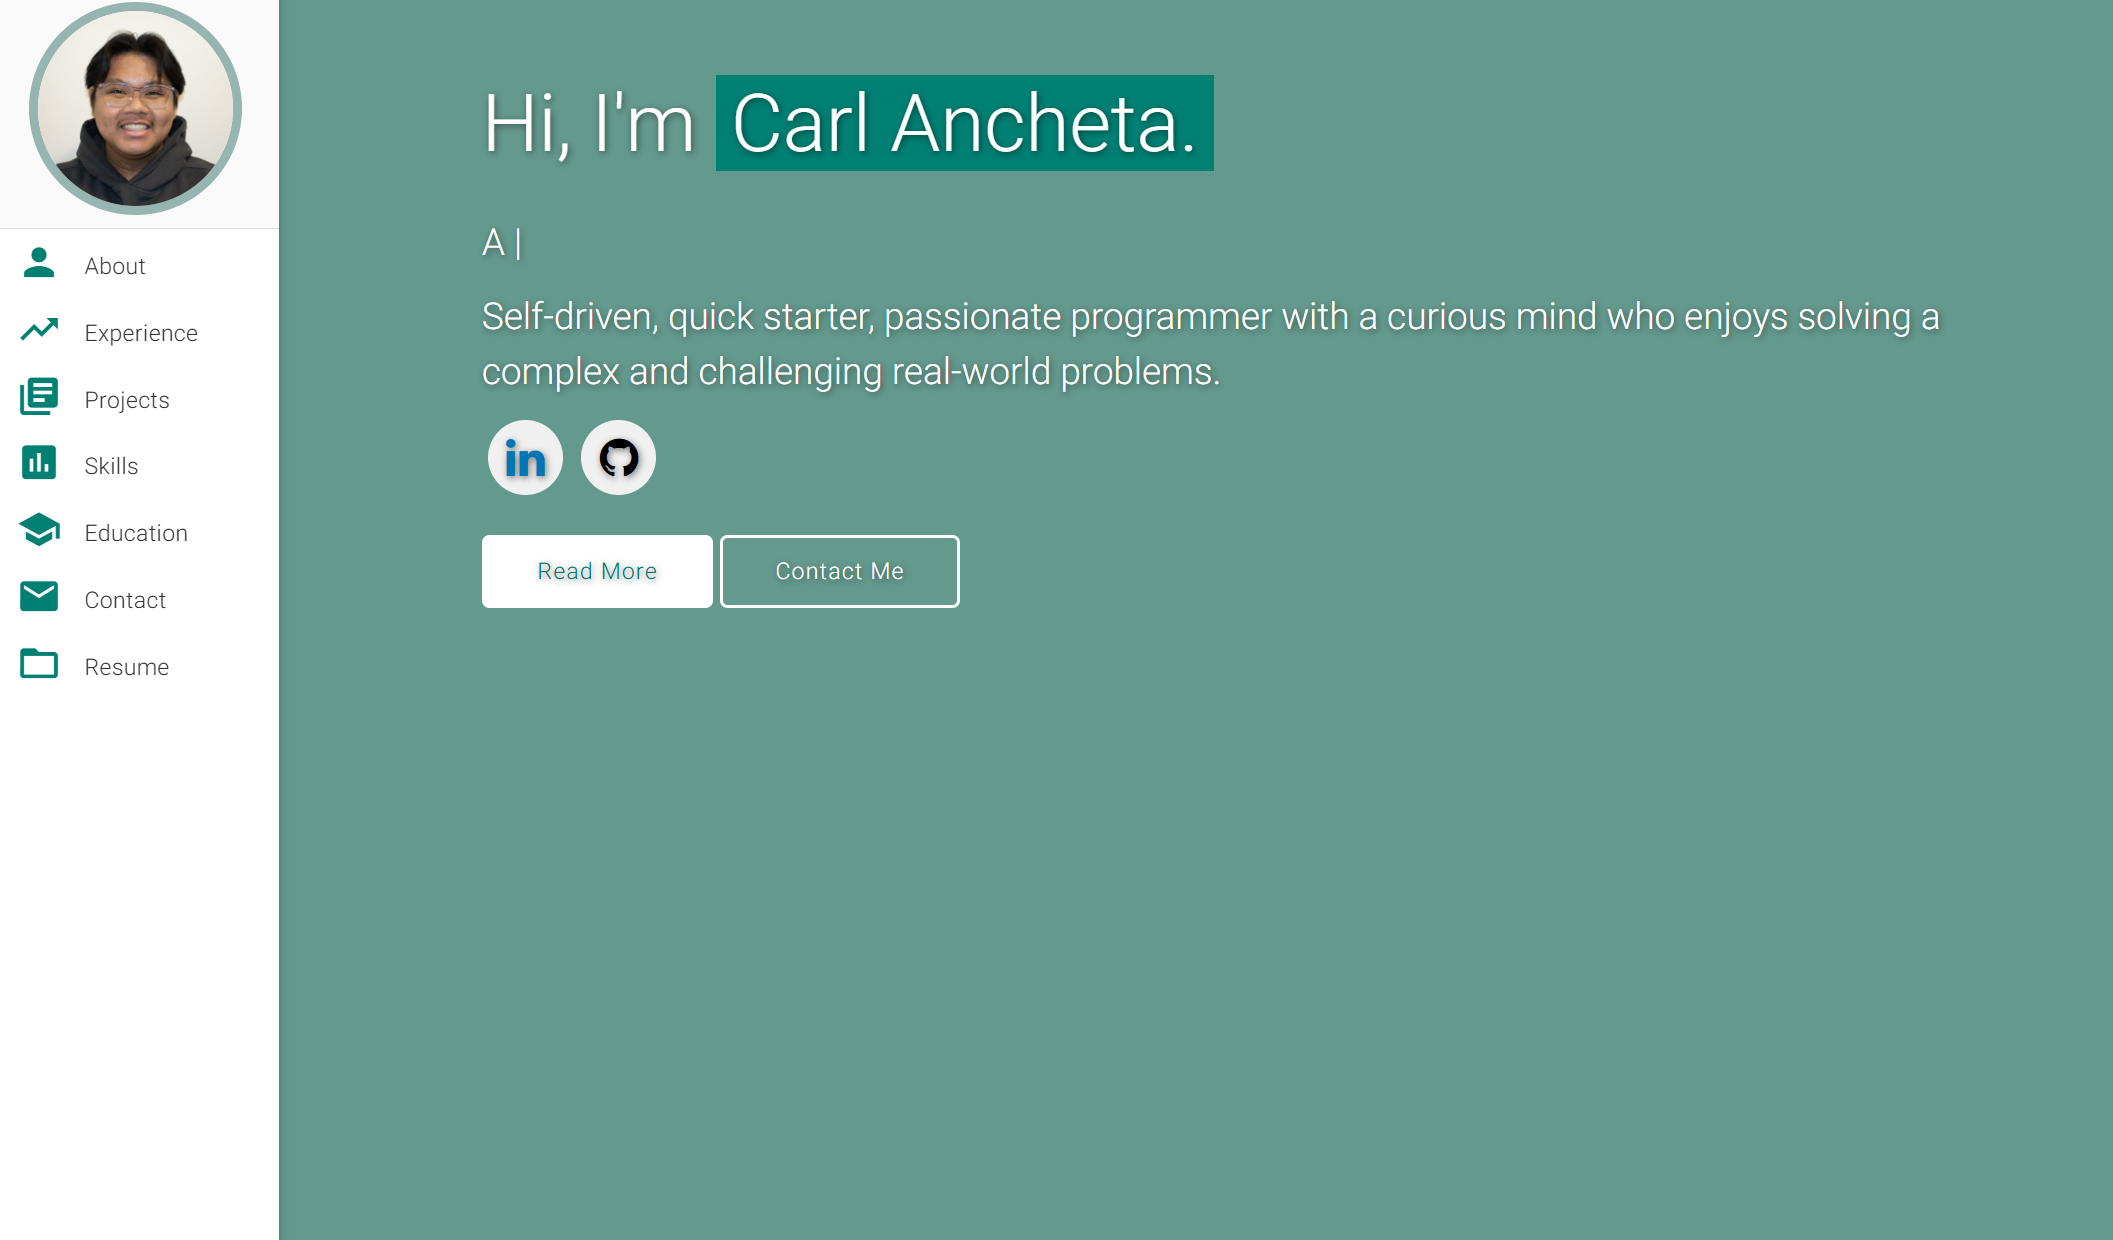 About
Experience
Projects
Skills
Education
Contact
Resume
Hi, I'm Carl Ancheta.
A |
Self-driven, quick starter, passionate programmer with a curious mind who enjoys solving a
complex and challenging real-world problems.
in
Read More
Contact Me